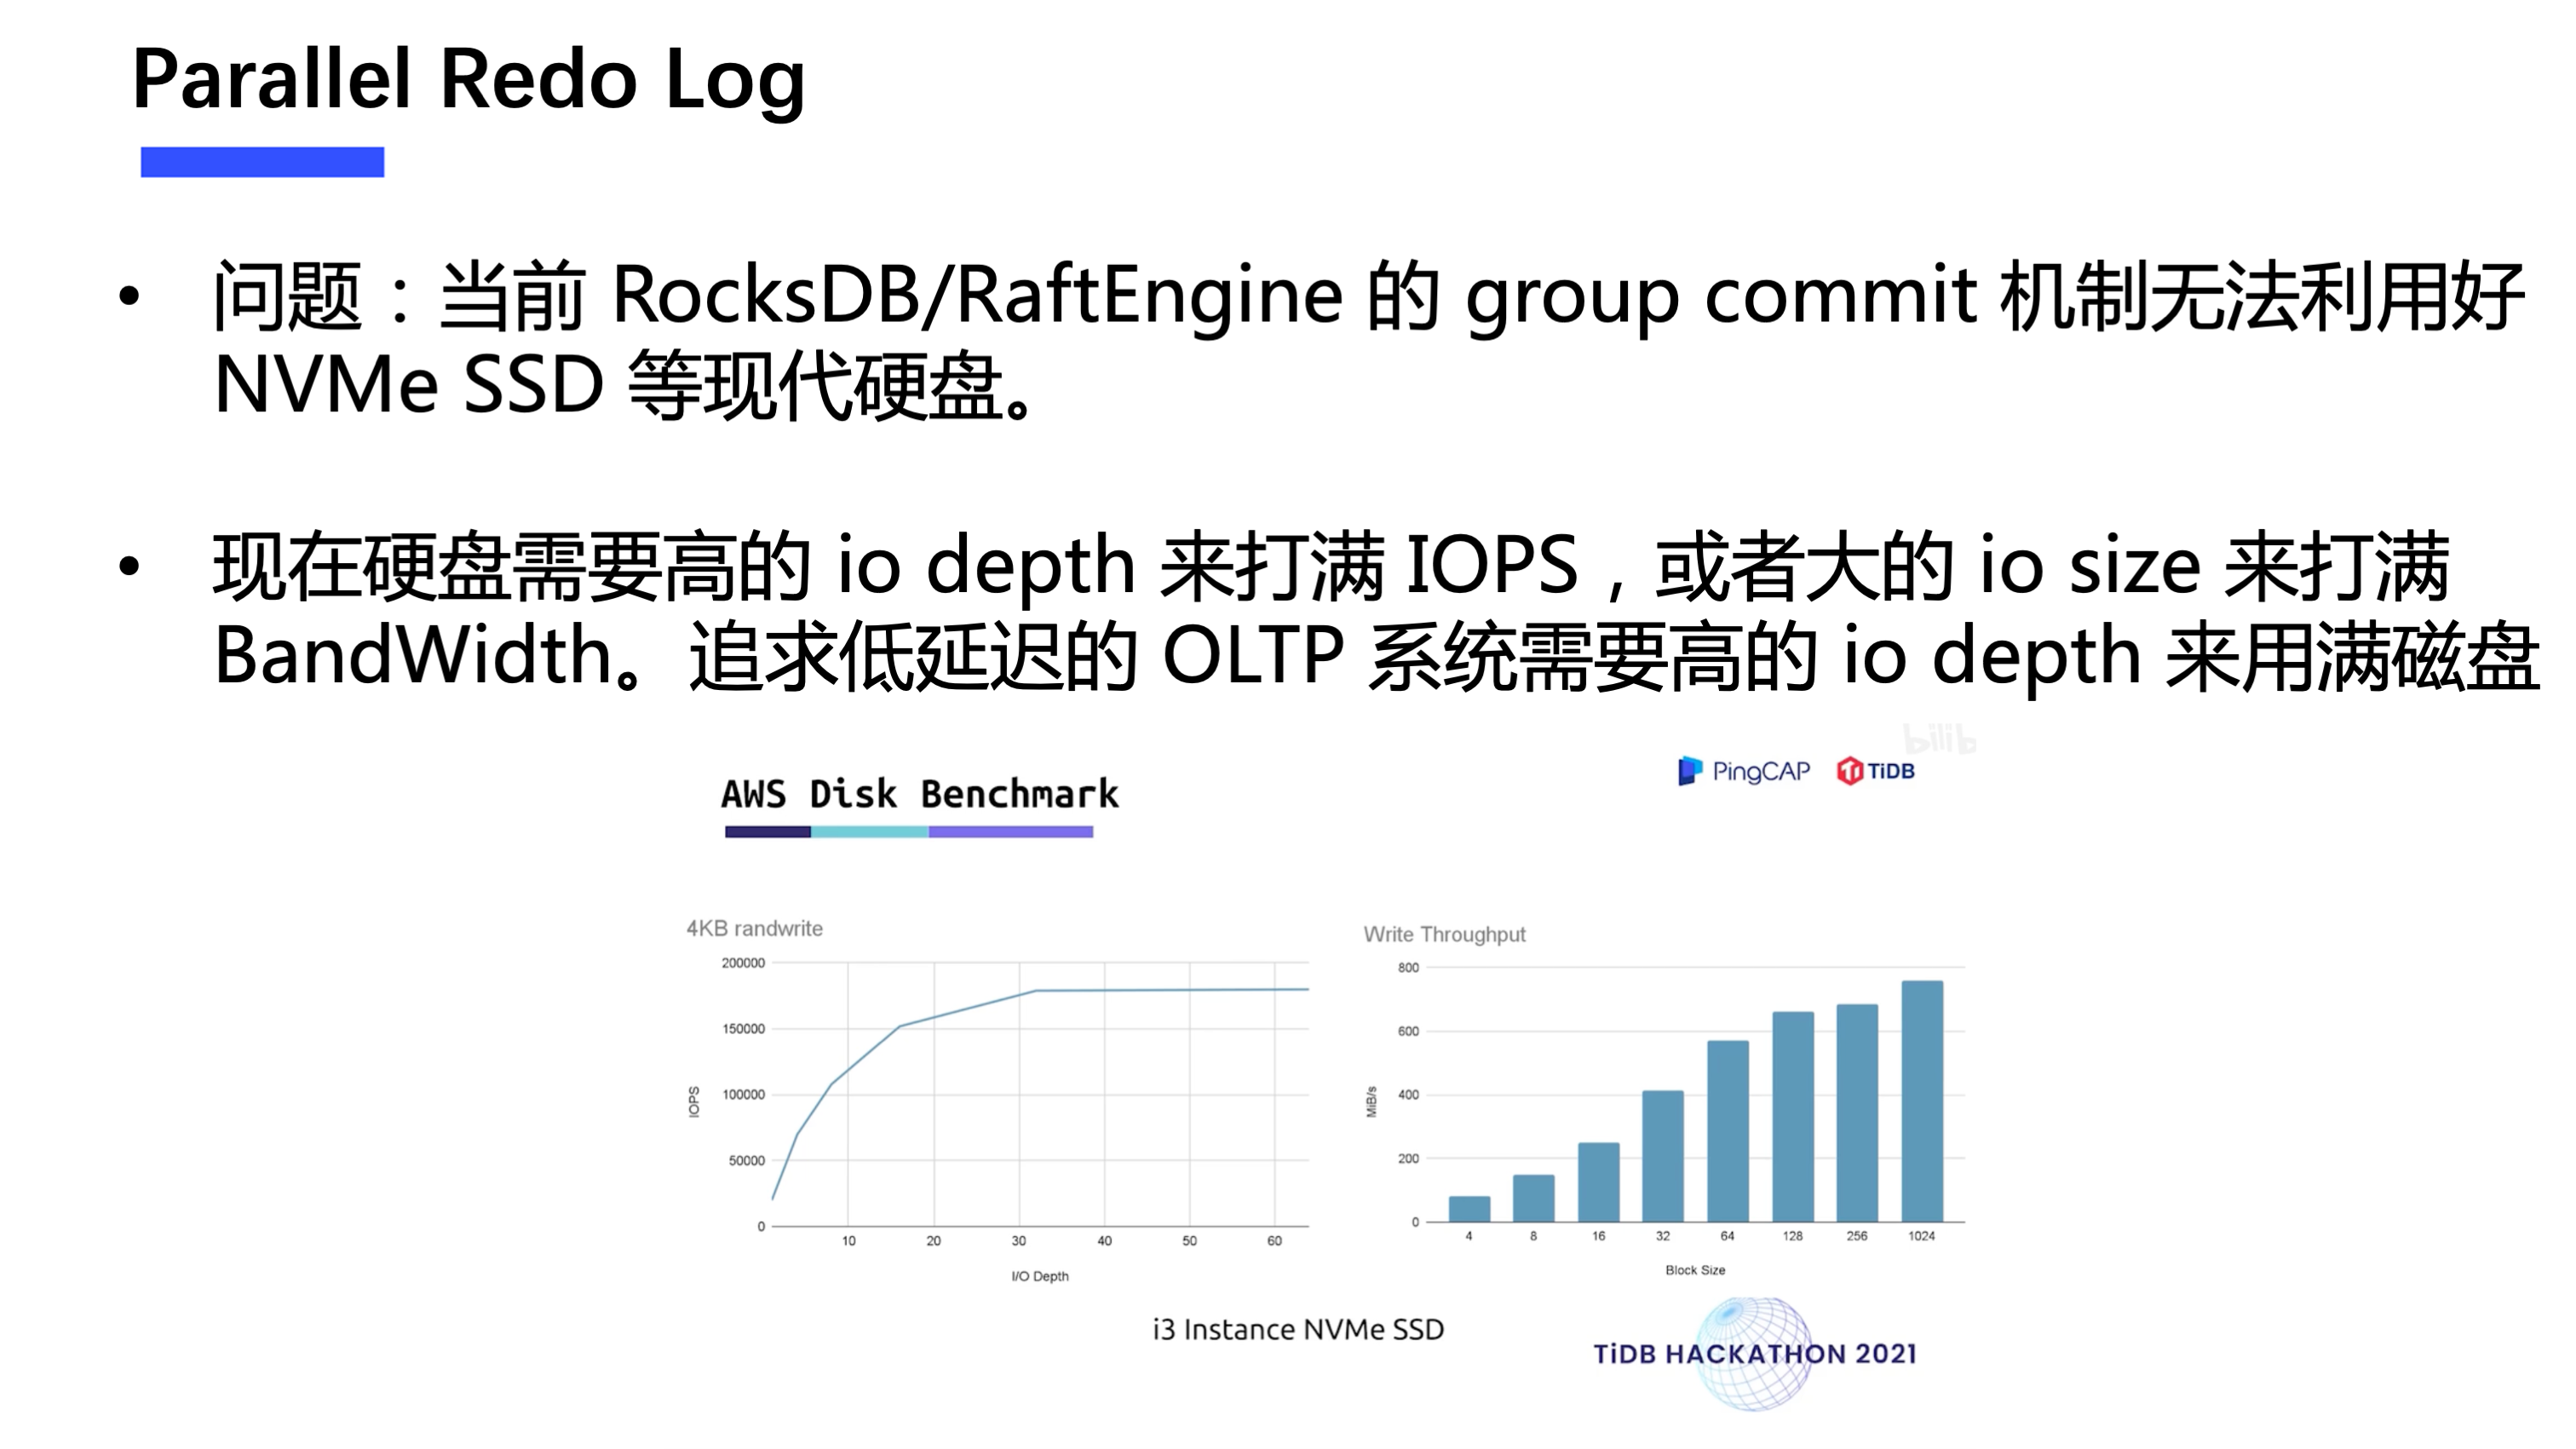 Parallel Redo Log
• 问题：当前 RocksDB/RaftEngine 的 group commit 机制无法利用好
NVMe SSD 等现代硬盘。
• 现在硬盘需要高的 io depth 来打满 IOPS，或者大的 io size 来打满
BandWidth。追求低延迟的 OLTP 系统需要高的 io depth 来用满磁盘
PingCAP TiDB
AWS Disk Benchmark
4KB randwrite
200000
150000
100000
50000
0
IOPS
10 20 30 40 50 60
I/O Depth
Write Throughput
800
600
400
200
0
MiB/s
4 8 16 32 64 128 256 1024
Block Size
i3 Instance NVMe SSD
TiDB HACKATHON 2021